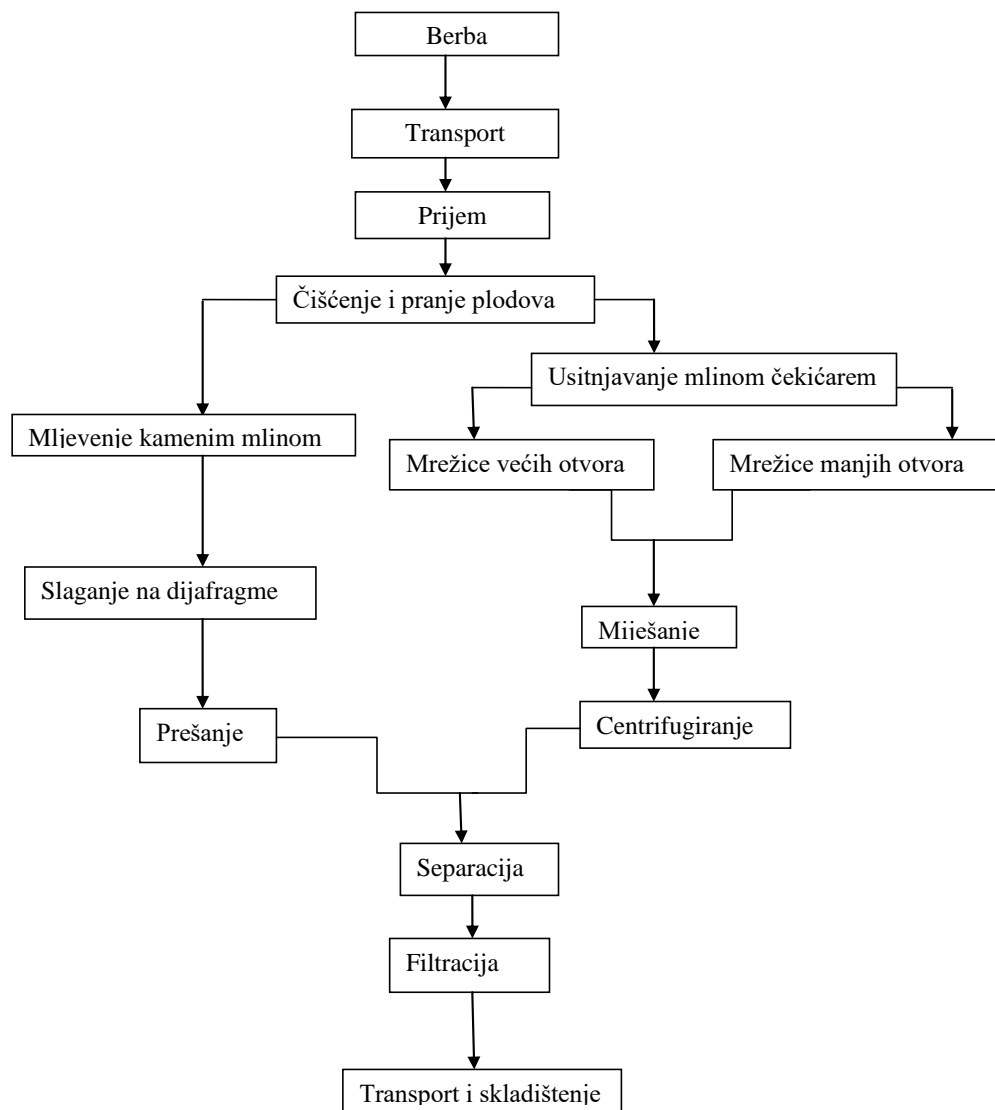 Berba
Transport
Prijem
Čišćenje i pranje plodova
Usitnjavanje mlinom čekićarem
Mljevenje kamenim mlinom
Mrežice većih otvora
Mrežice manjih otvora
Slaganje na dijafragme
Miješanje
Prešanje
Centrifugiranje
Separacija
Filtracija
Transport i skladištenje